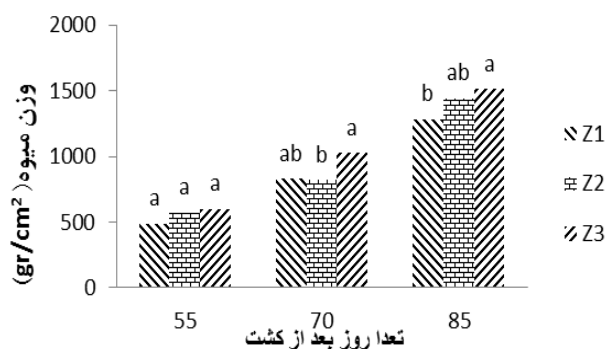 2000
1500
1000
500
0
وزن میوه( gr/cm²)
a a a
ab b a
b ab a
55 70 85
تعدا روز بعد از کشت
Z1
Z2
Z3